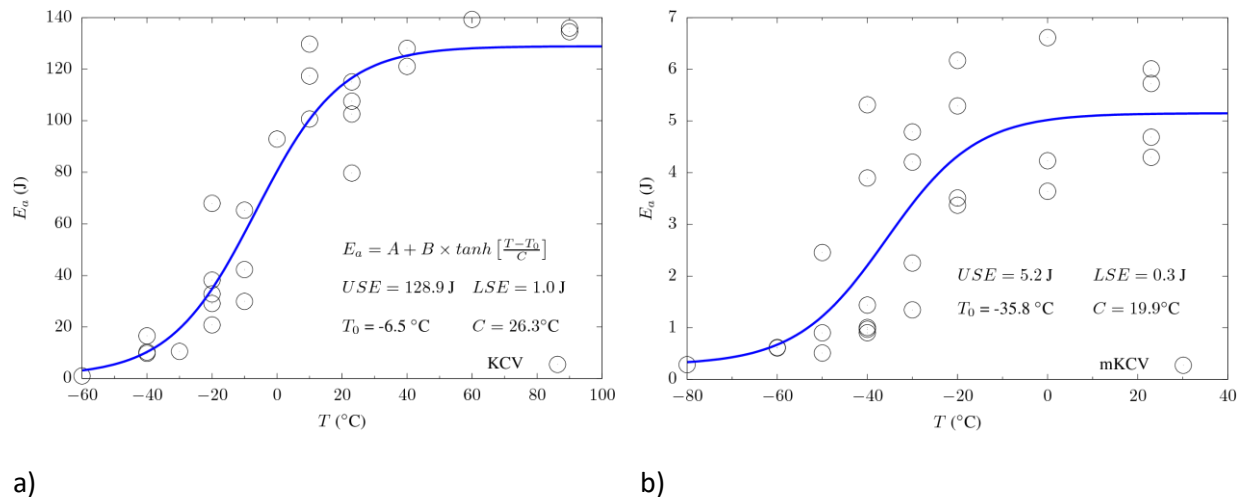 140
120
100
80
60
40
20
0
E_a (J)
−60 −40 −20 0 20 40 60 80 100
T (°C)
E_a = A + B × tanh [\frac{T−T_0}{C}]
USE = 128.9 J LSE = 1.0 J
T_0 = -6.5 °C C = 26.3°C
KCV
a)
7
6
5
4
3
2
1
0
E_a (J)
−80 −60 −40 −20 0 20 40
T (°C)
USE = 5.2 J LSE = 0.3 J
T_0 = -35.8 °C C = 19.9°C
mKCV
b)